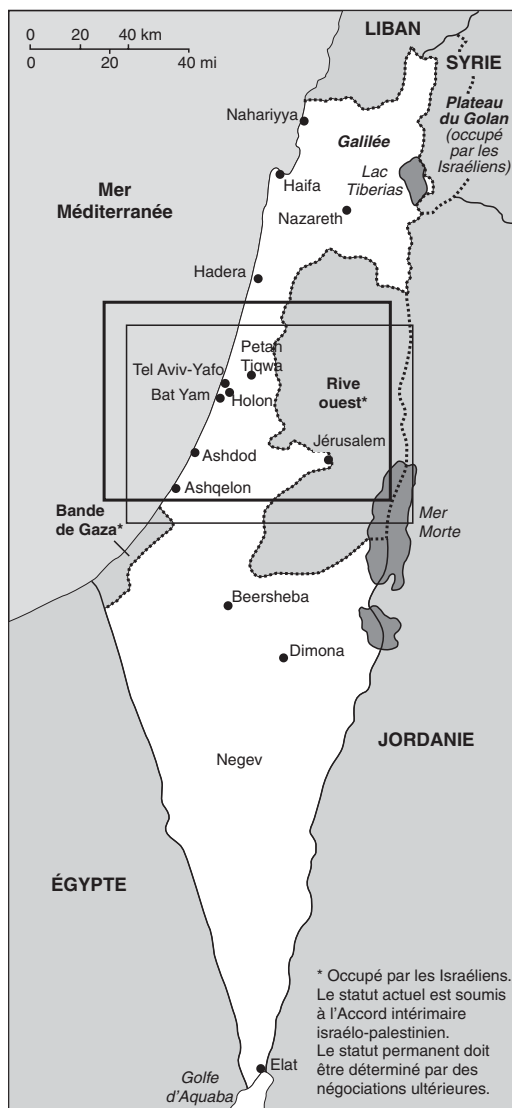 LIBAN
0 20 40 km
0 20 40 mi
SYRIE
Plateau
du Golan
(occupé
par les
Israéliens)
Nahariyya
Galilée
Lac
Tiberias
Haifa
Mer
Méditerranée
Nazareth
Hadera
Petah
Tiqwa
Tel Aviv-Yafo
Bat Yam
Holon
Rive
ouest*
Jérusalem
Ashdod
Ashqelon
Bande
de Gaza*
Mer
Morte
Beersheba
Dimona
JORDANIE
Negev
ÉGYPTE
* Occupé par les Israéliens.
Le statut actuel est soumis
à l'Accord intérimaire
israélo-palestinien.
Le statut permanent doit
être déterminé par des
négociations ultérieures.
Elat
Golfe
d'Aquaba